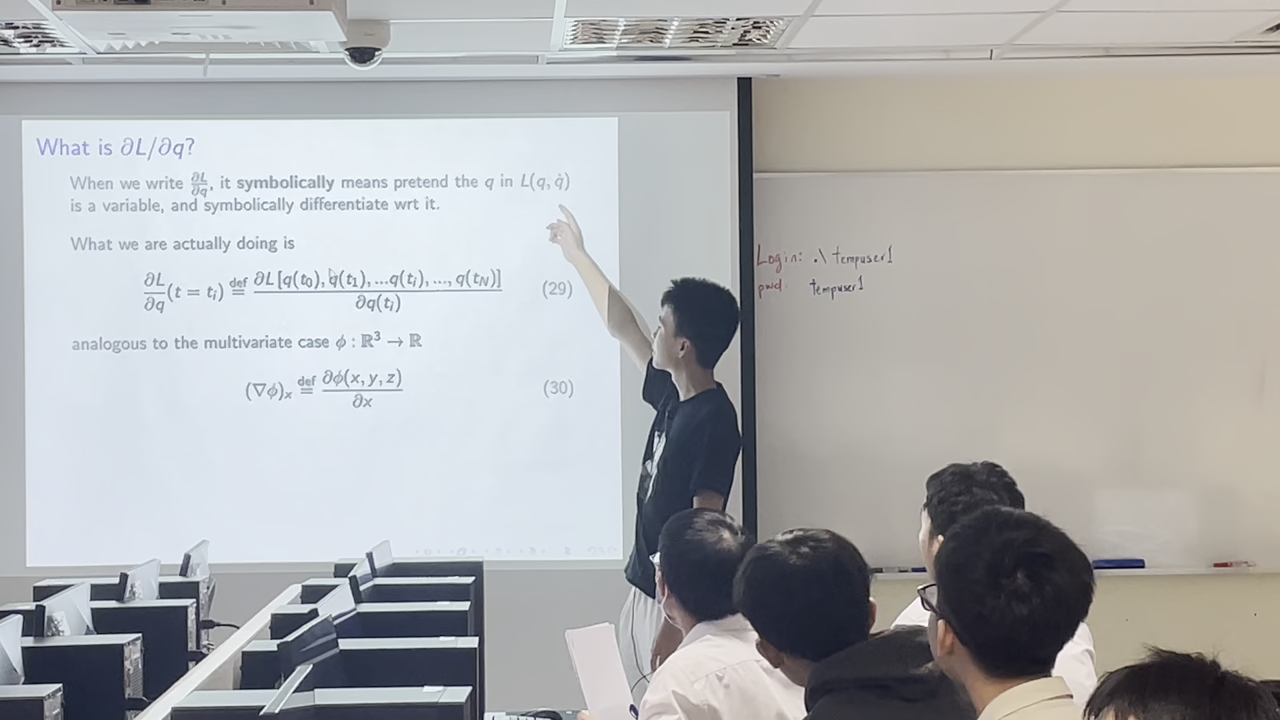 What is ∂L/∂q?
When we write ∂L/∂q, it symbolically means pretend the q in L(q, q̇)
is a variable, and symbolically differentiate wrt it.
What we are actually doing is
∂L/∂q (t = tᵢ) ≝ ∂L [q(t₀), q(t₁), ...q(tᵢ), ..., q(t_N)] / ∂q(tᵢ) (29)
analogous to the multivariate case ϕ : ℝ³ → ℝ
(∇ϕ)ₓ ≝ ∂ϕ(x, y, z) / ∂x (30)
Login: .\tempuser1
pwd: tempuser1